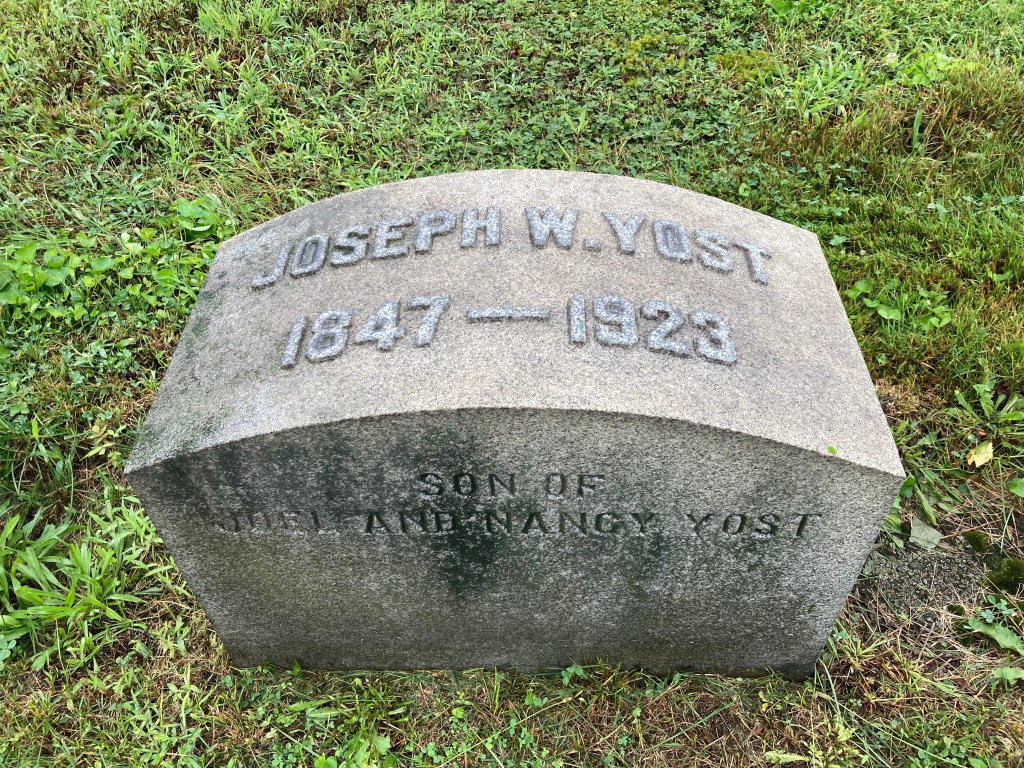 JOSEPH W. YOST
1847 — 1923
SON OF
JOEL AND NANCY YOST